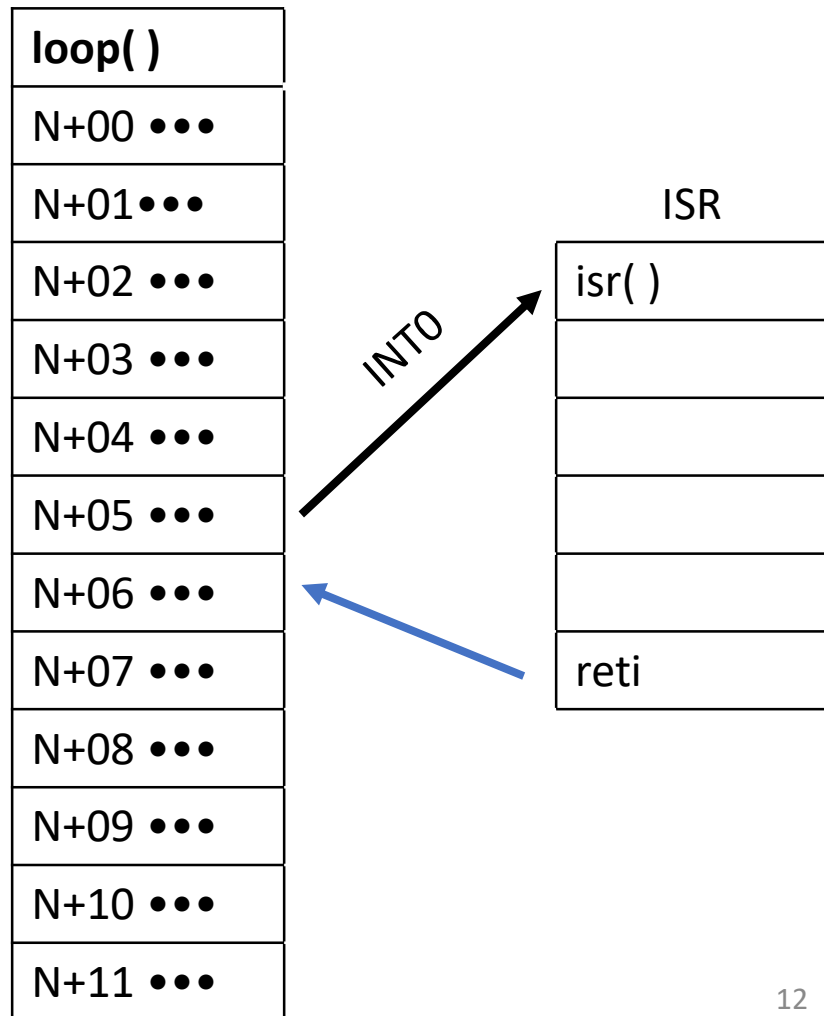 loop( )
N+00 •••
N+01•••
N+02 •••
N+03 •••
N+04 •••
N+05 •••
N+06 •••
N+07 •••
N+08 •••
N+09 •••
N+10 •••
N+11 •••
INT0
ISR
isr( )
reti
12